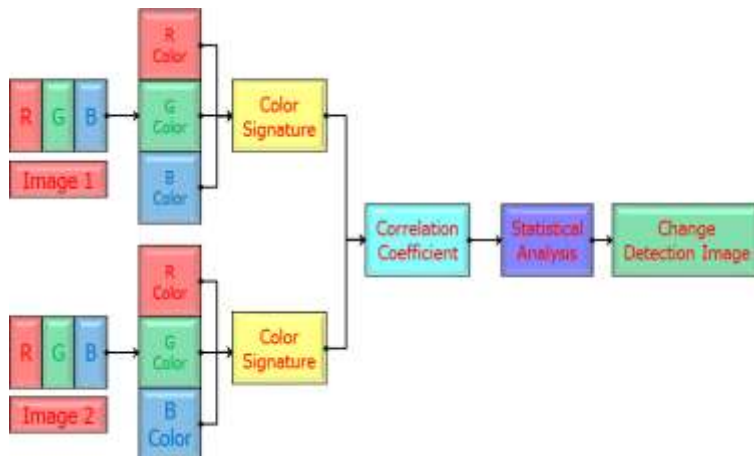 R
Color
R G B
G
Color
Color
Signature
Image 1
B
Color
Correlation
Coefficient
Statistical
Analysis
Change
Detection Image
R
Color
R G B
G
Color
Color
Signature
Image 2
B
Color